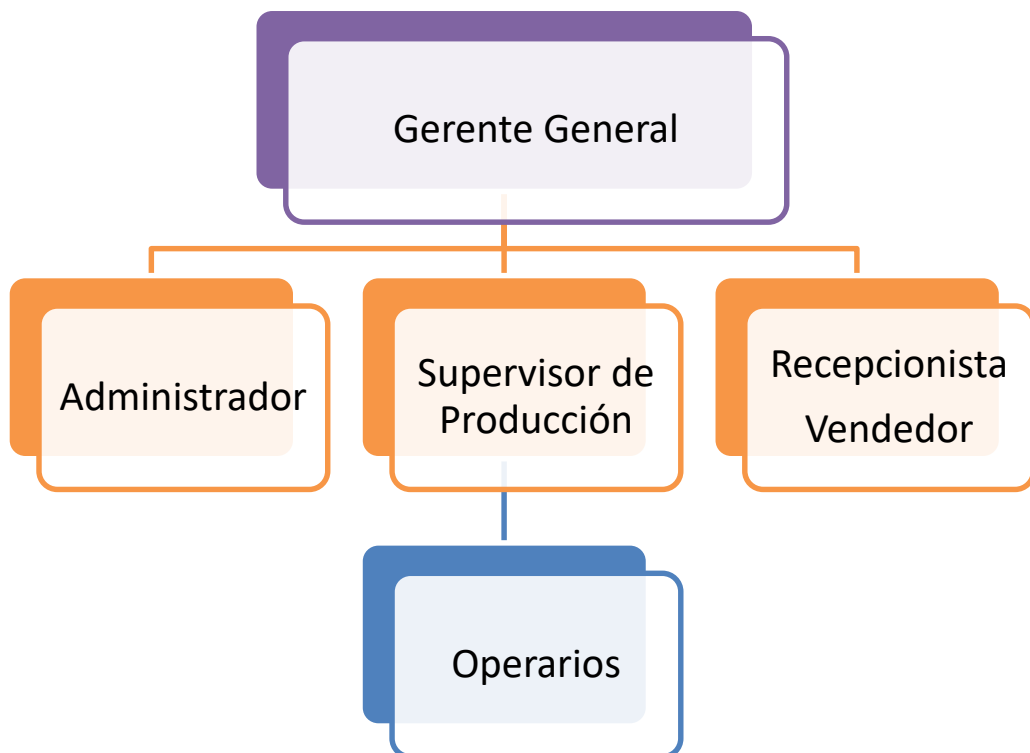 Gerente General
Administrador
Supervisor de
Producción
Recepcionista
Vendedor
Operarios